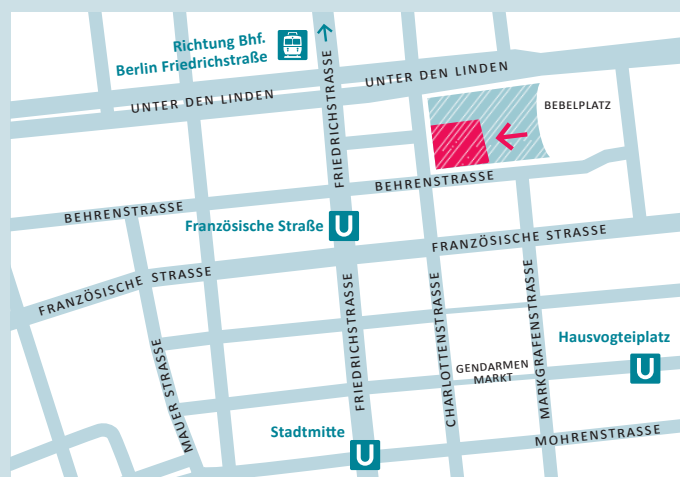 Richtung Bhf.
Berlin Friedrichstraße
UNTER DEN LINDEN
UNTER DEN LINDEN
FRIEDRICHSTRASSE
BEBELPLATZ
BEHRENSTRASSE
BEHRENSTRASSE
Französische Straße
U
FRANZÖSISCHE STRASSE
FRANZÖSISCHE STRASSE
FRIEDRICHSTRASSE
CHARLOTTENSTRASSE
MARKGRAFENSTRASSE
MAUER STRASSE
Hausvogteiplatz
U
GENDARMEN
MARKT
Stadtmitte
U
MOHRENSTRASSE